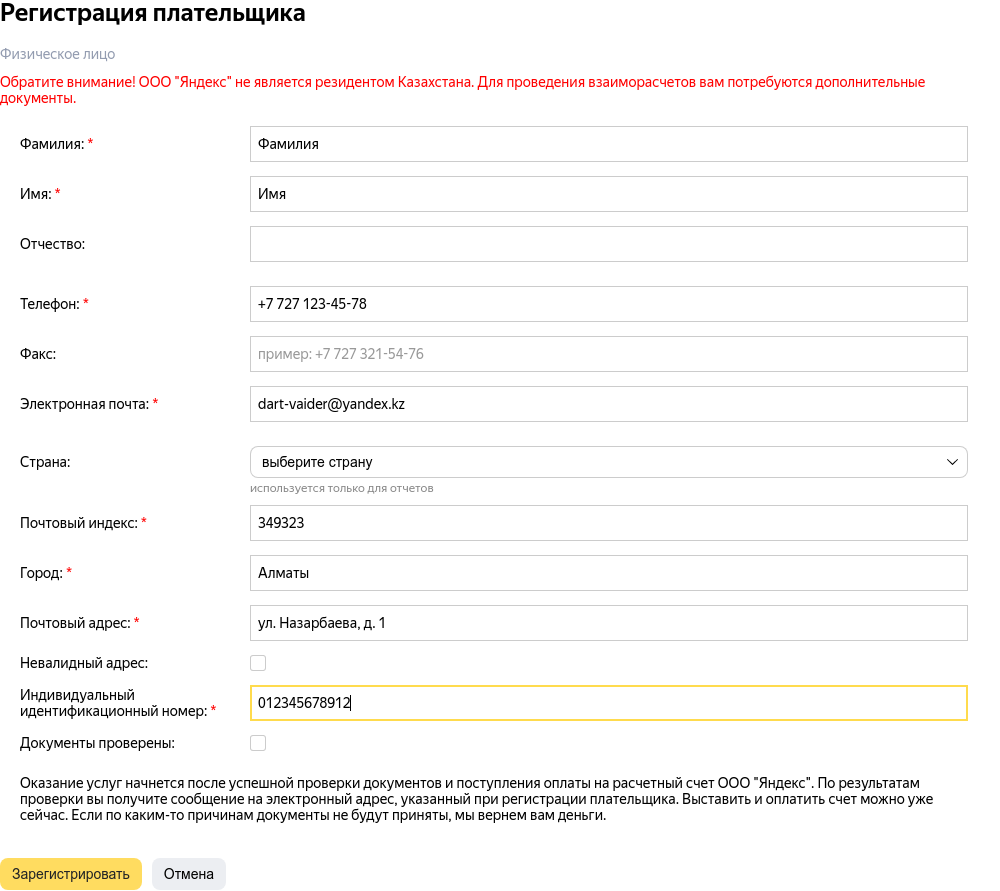 Регистрация плательщика
Физическое лицо
Обратите внимание! ООО "Яндекс" не является резидентом Казахстана. Для проведения взаиморасчетов вам потребуются дополнительные
документы.
Фамилия: * Фамилия
Имя: * Имя
Отчество:
Телефон: * +7 727 123-45-78
Факс: пример: +7 727 321-54-76
Электронная почта: * dart-vaider@yandex.kz
Страна: выберите страну
используется только для отчетов
Почтовый индекс: * 349323
Город: * Алматы
Почтовый адрес: * ул. Назарбаева, д. 1
Невалидный адрес:
Индивидуальный
идентификационный номер: * 012345678912
Документы проверены:
Оказание услуг начнется после успешной проверки документов и поступления оплаты на расчетный счет ООО "Яндекс". По результатам
проверки вы получите сообщение на электронный адрес, указанный при регистрации плательщика. Выставить и оплатить счет можно уже
сейчас. Если по каким-то причинам документы не будут приняты, мы вернем вам деньги.
Зарегистрировать Отмена